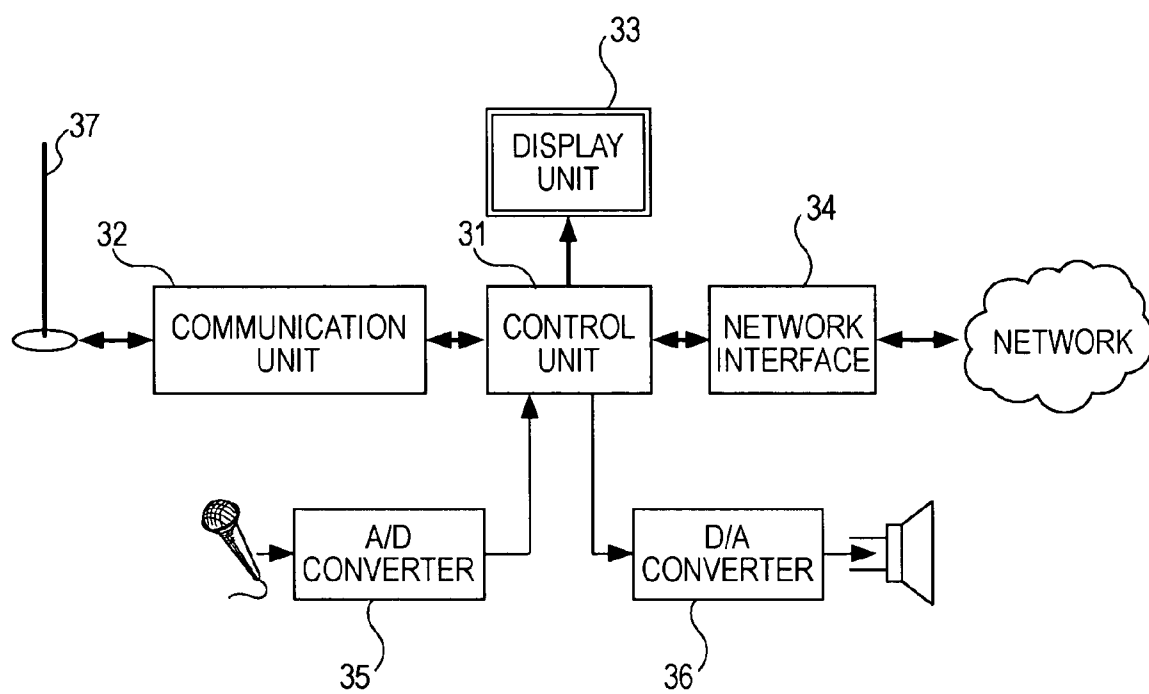 33
37
DISPLAY
UNIT
34
32
31
COMMUNICATION
UNIT
CONTROL
UNIT
NETWORK
INTERFACE
NETWORK
A/D
CONVERTER
D/A
CONVERTER
35
36